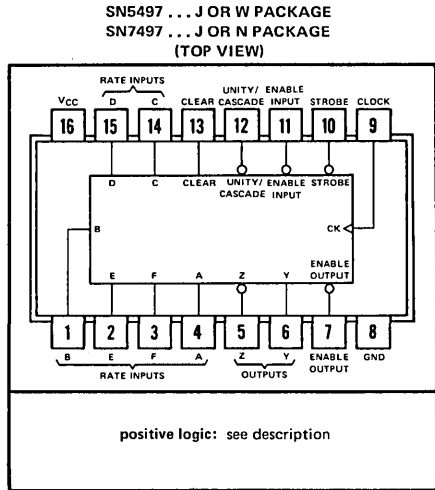 SN5497 ... J OR W PACKAGE
SN7497 ... J OR N PACKAGE
(TOP VIEW)
RATE INPUTS
VCC D C CLEAR UNITY/ CASCADE ENABLE INPUT STROBE CLOCK
16 15 14 13 12 11 10 9
D C CLEAR UNITY/ CASCADE ENABLE INPUT STROBE
B CK
ENABLE OUTPUT
E F A Z Y
1 2 3 4 5 6 7 8
B E F A Z Y ENABLE OUTPUT GND
RATE INPUTS OUTPUTS
positive logic: see description